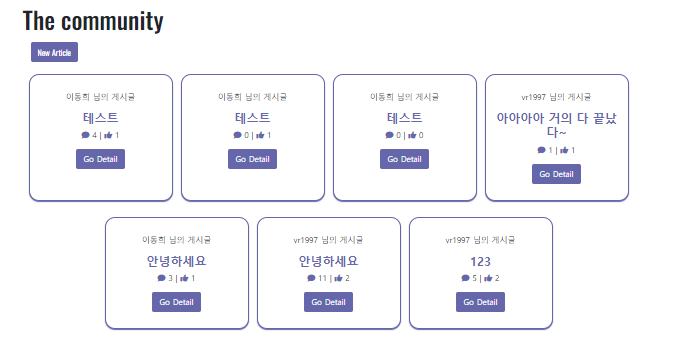 The community
New Article
이동희 님의 게시글
테스트
4 | 1
Go Detail
이동희 님의 게시글
테스트
0 | 1
Go Detail
이동희 님의 게시글
테스트
0 | 0
Go Detail
vr1997 님의 게시글
아아아아 거의 다 끝났
다~
1 | 1
Go Detail
이동희 님의 게시글
안녕하세요
3 | 1
Go Detail
vr1997 님의 게시글
안녕하세요
11 | 2
Go Detail
vr1997 님의 게시글
123
5 | 2
Go Detail